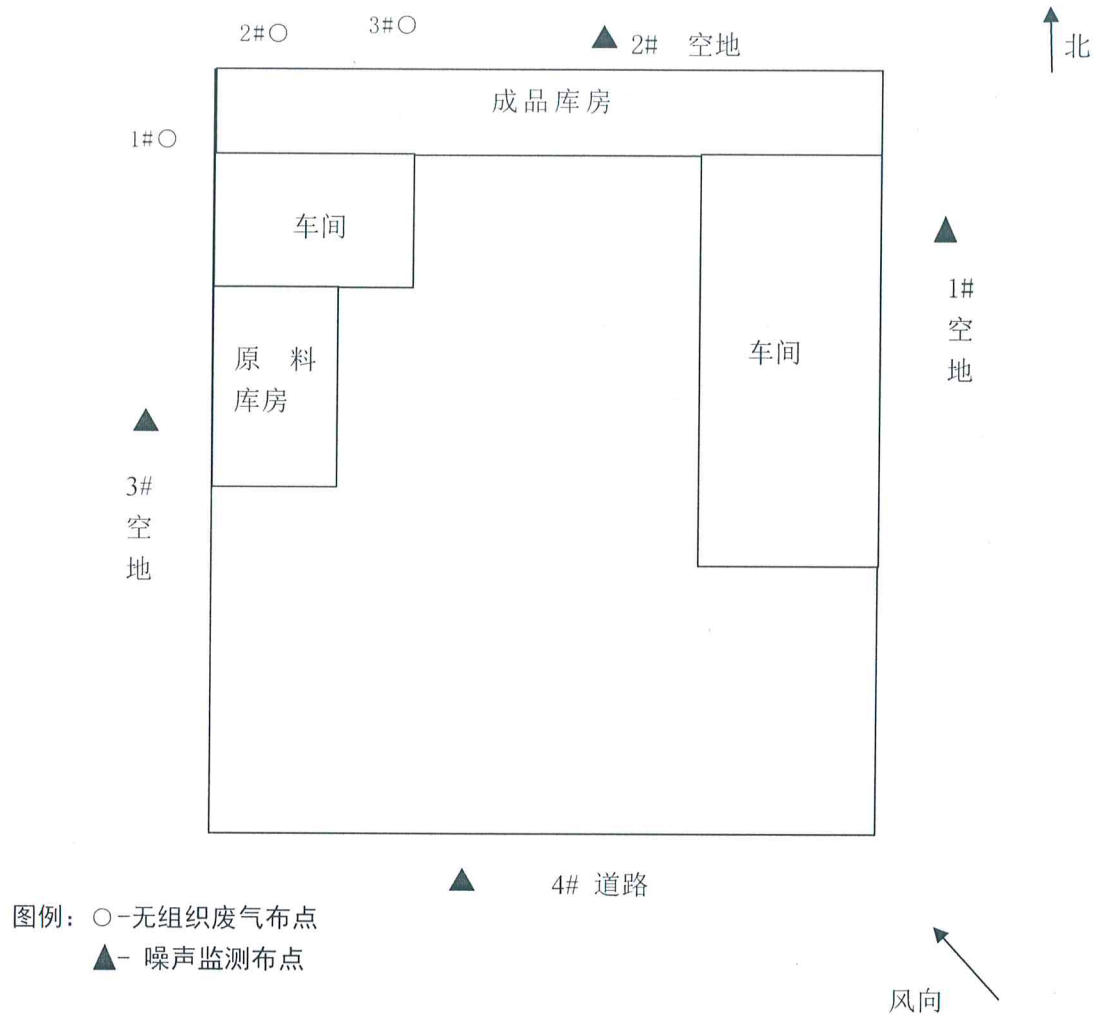 2#○
3#○
▲ 2# 空地
北
成品库房
1#○
车间
1#
空
地
原 料
库房
车间
3#
空
地
4# 道路
图例：○-无组织废气布点
▲- 噪声监测布点
风向